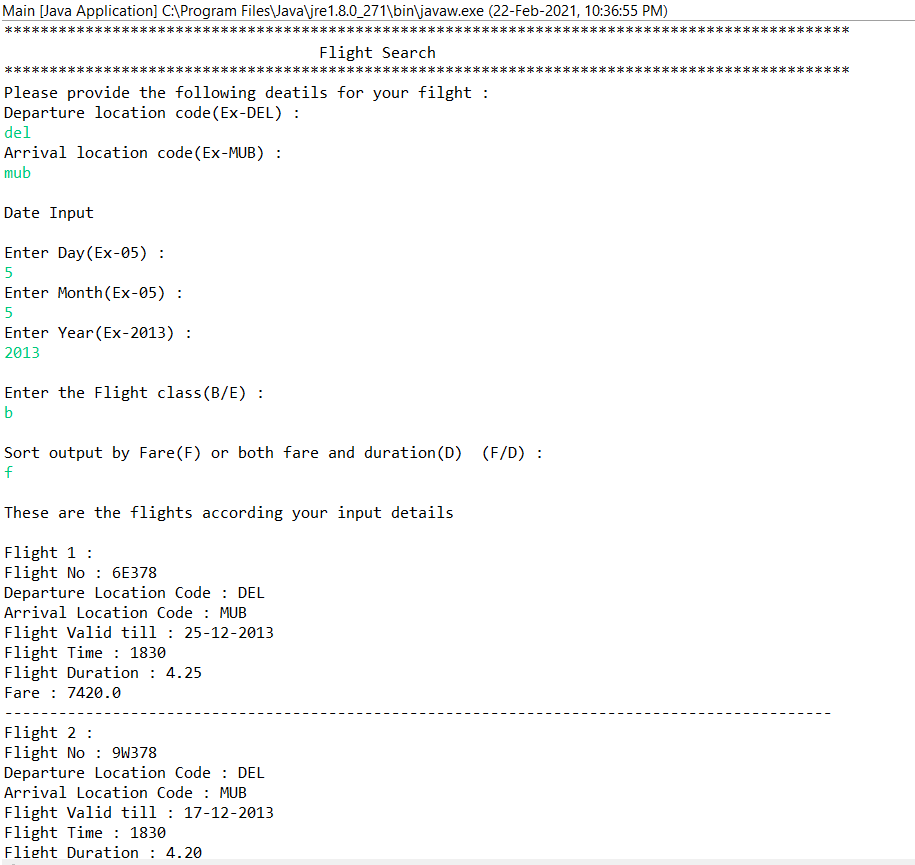 Main [Java Application] C:\Program Files\Java\jre1.8.0_271\bin\javaw.exe (22-Feb-2021, 10:36:55 PM)
**********************************************************************************************
Flight Search
**********************************************************************************************
Please provide the following deatils for your filght :
Departure location code(Ex-DEL) :
del
Arrival location code(Ex-MUB) :
mub
Date Input
Enter Day(Ex-05) :
5
Enter Month(Ex-05) :
5
Enter Year(Ex-2013) :
2013
Enter the Flight class(B/E) :
b
Sort output by Fare(F) or both fare and duration(D)  (F/D) :
f
These are the flights according your input details
Flight 1 :
Flight No : 6E378
Departure Location Code : DEL
Arrival Location Code : MUB
Flight Valid till : 25-12-2013
Flight Time : 1830
Flight Duration : 4.25
Fare : 7420.0
--------------------------------------------------------------------------------------------
Flight 2 :
Flight No : 9W378
Departure Location Code : DEL
Arrival Location Code : MUB
Flight Valid till : 17-12-2013
Flight Time : 1830
Flight Duration : 4.20